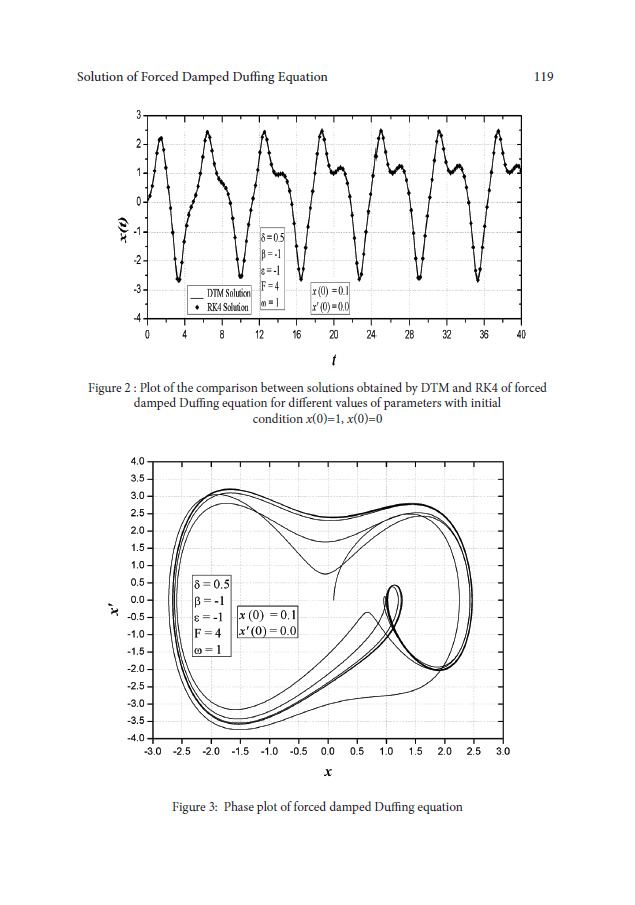 Solution of Forced Damped Duffing Equation 119
3
2
1
0
-1
-2
-3
-4
x(t)
δ = 0.5
β = -1
ε = -1
F = 4
ω = 1
DTM Solution
RK4 Solution
x (0) = 0.1
x' (0) = 0.0
0 4 8 12 16 20 24 28 32 36 40
t
Figure 2 : Plot of the comparison between solutions obtained by DTM and RK4 of forced
damped Duffing equation for different values of parameters with initial
condition x(0)=1, x(0)=0
4.0
3.5
3.0
2.5
2.0
1.5
1.0
0.5
0.0
-0.5
-1.0
-1.5
-2.0
-2.5
-3.0
-3.5
-4.0
x'
δ = 0.5
β = -1
ε = -1
F = 4
ω = 1
x (0) = 0.1
x' (0) = 0.0
-3.0 -2.5 -2.0 -1.5 -1.0 -0.5 0.0 0.5 1.0 1.5 2.0 2.5 3.0
x
Figure 3: Phase plot of forced damped Duffing equation